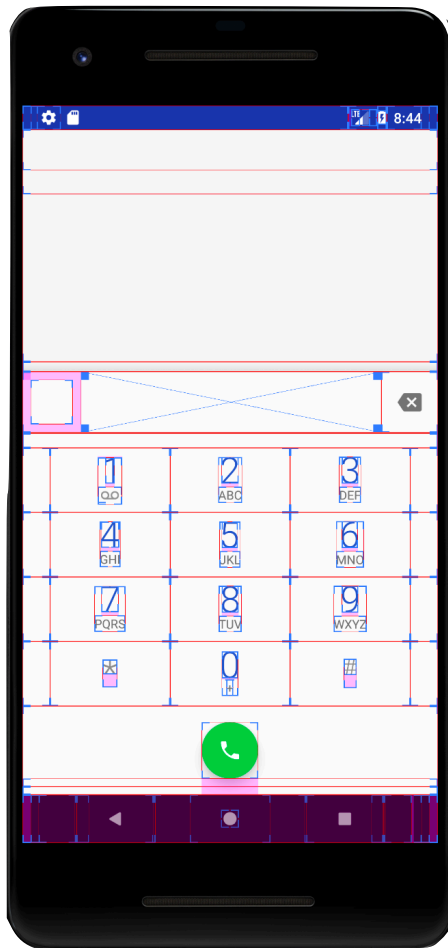 LTE 8:44
1 2 3
ABC DEF
4 5 6
GHI JKL MNO
7 8 9
PQRS TUV WXYZ
* 0 #
+